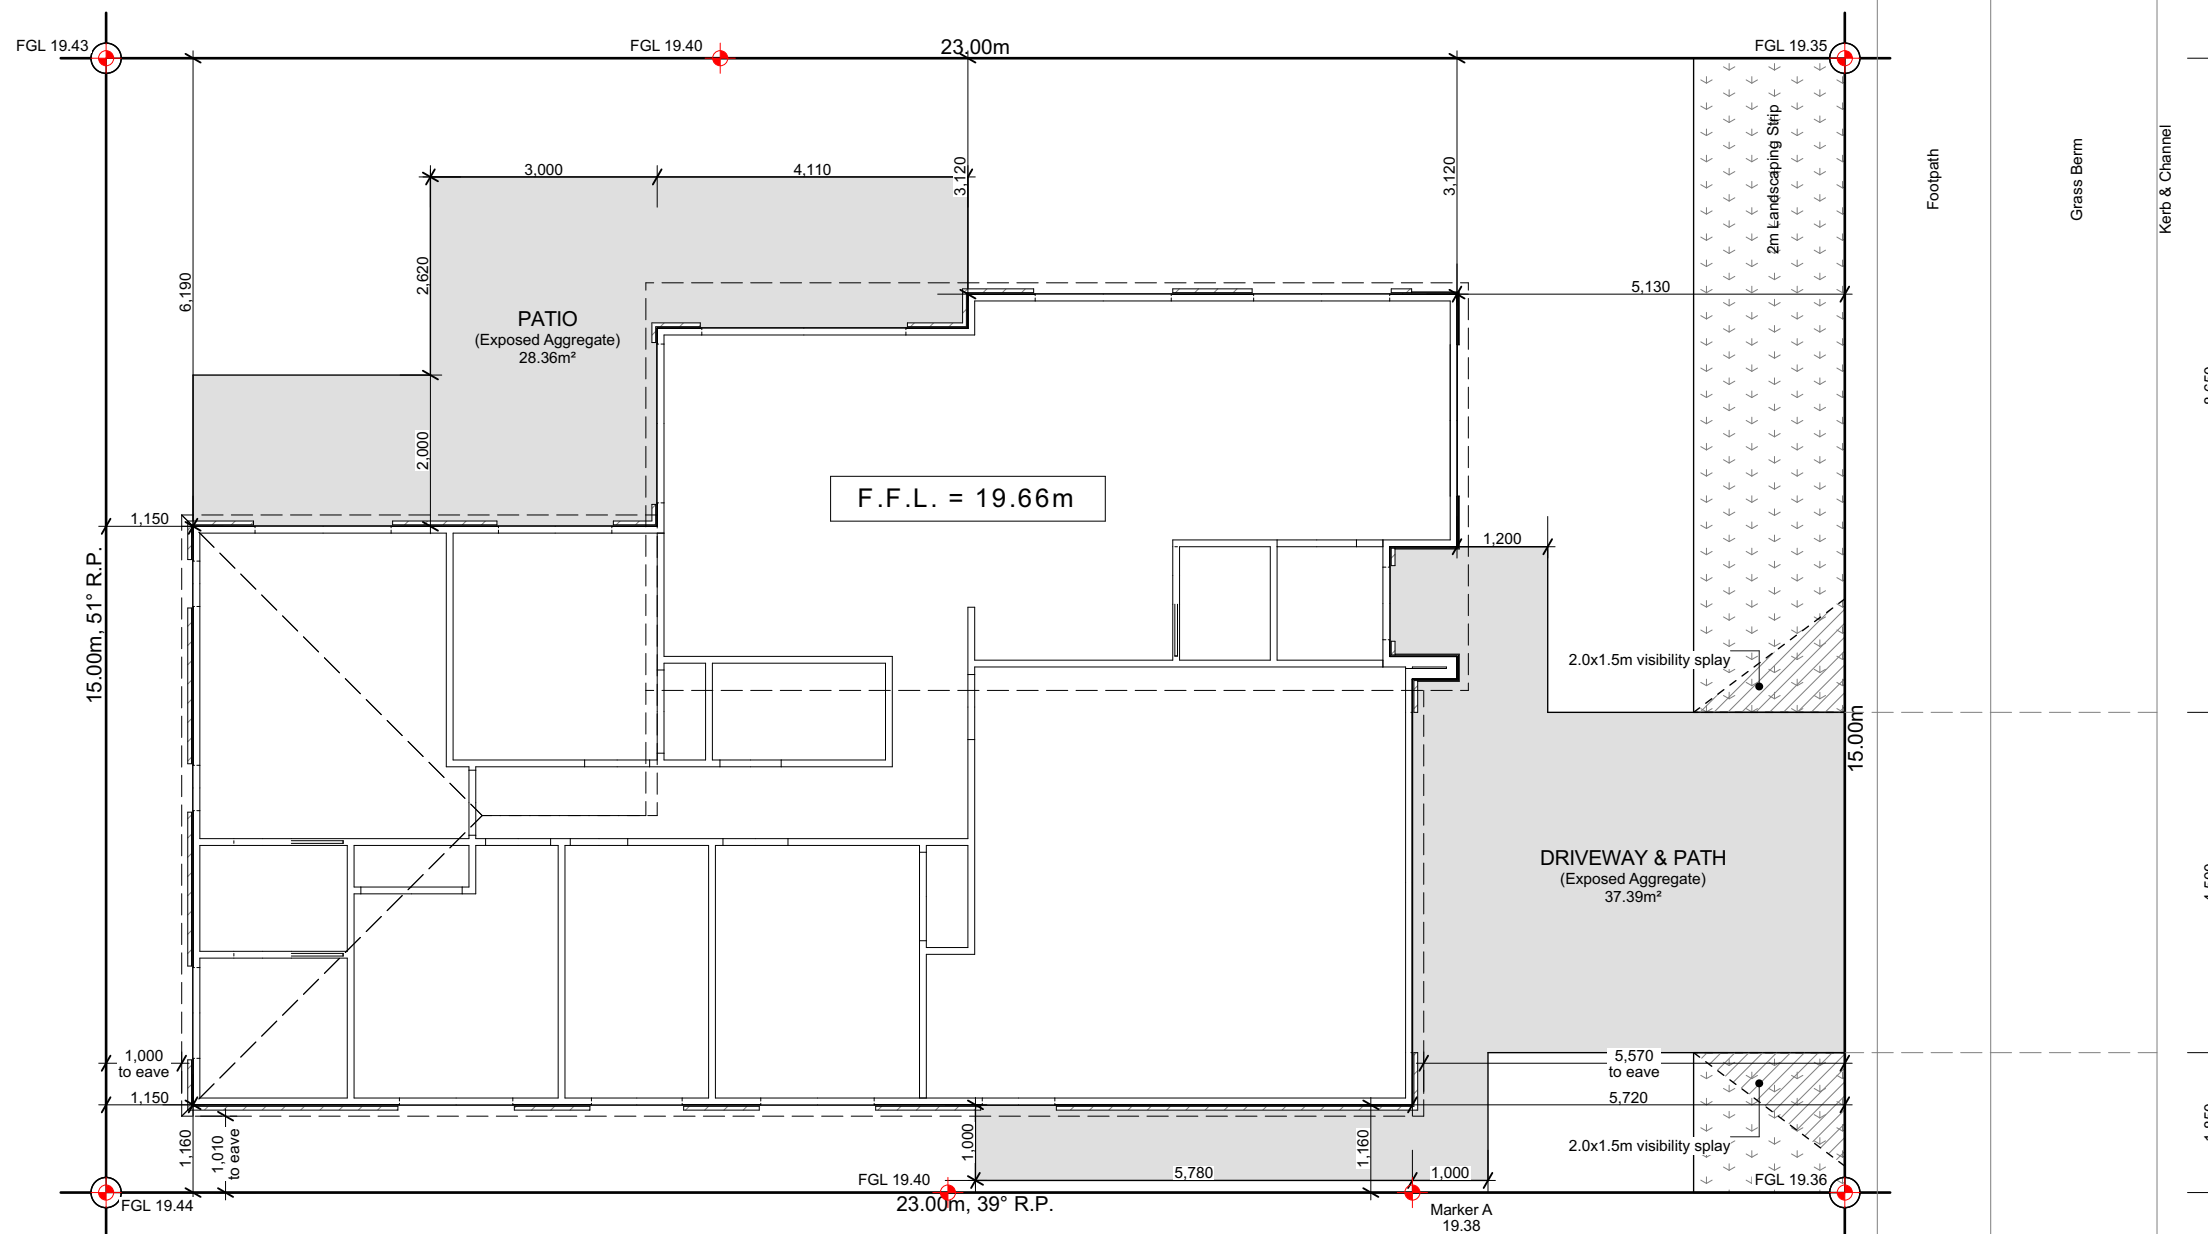 FGL 19.43
FGL 19.40
23.00m
FGL 19.35
3,000
4,110
3,120
3,120
2m Landscaping Strip
Footpath
Grass Berm
Kerb & Channel
6,190
2,620
5,130
PATIO
(Exposed Aggregate)
28.36m²
2,000
F.F.L. = 19.66m
1,150
1,200
15.00m, 51° R.P.
2.0x1.5m visibility splay
15.00m
DRIVEWAY & PATH
(Exposed Aggregate)
37.39m²
1,000
to eave
5,570
to eave
1,150
5,720
1,160
1,010
to eave
1,000
1,160
2.0x1.5m visibility splay
5,780
1,000
FGL 19.40
FGL 19.36
FGL 19.44
23.00m, 39° R.P.
Marker A
19.38